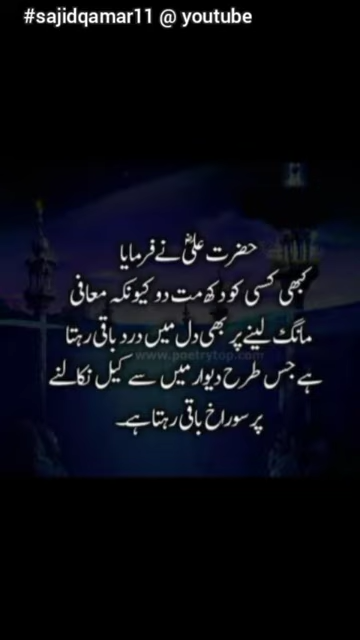 #sajidqamar11 @ youtube
حضرت علیؓ نے فرمایا
کبھی کسی کو دکھ مت دو کیونکہ معافی
مانگ لینے پر بھی دل میں درد باقی رہتا
www.poetrytop.com
ہے جس طرح دیوار میں سے کیل نکالنے
پر سوراخ باقی رہتا ہے۔